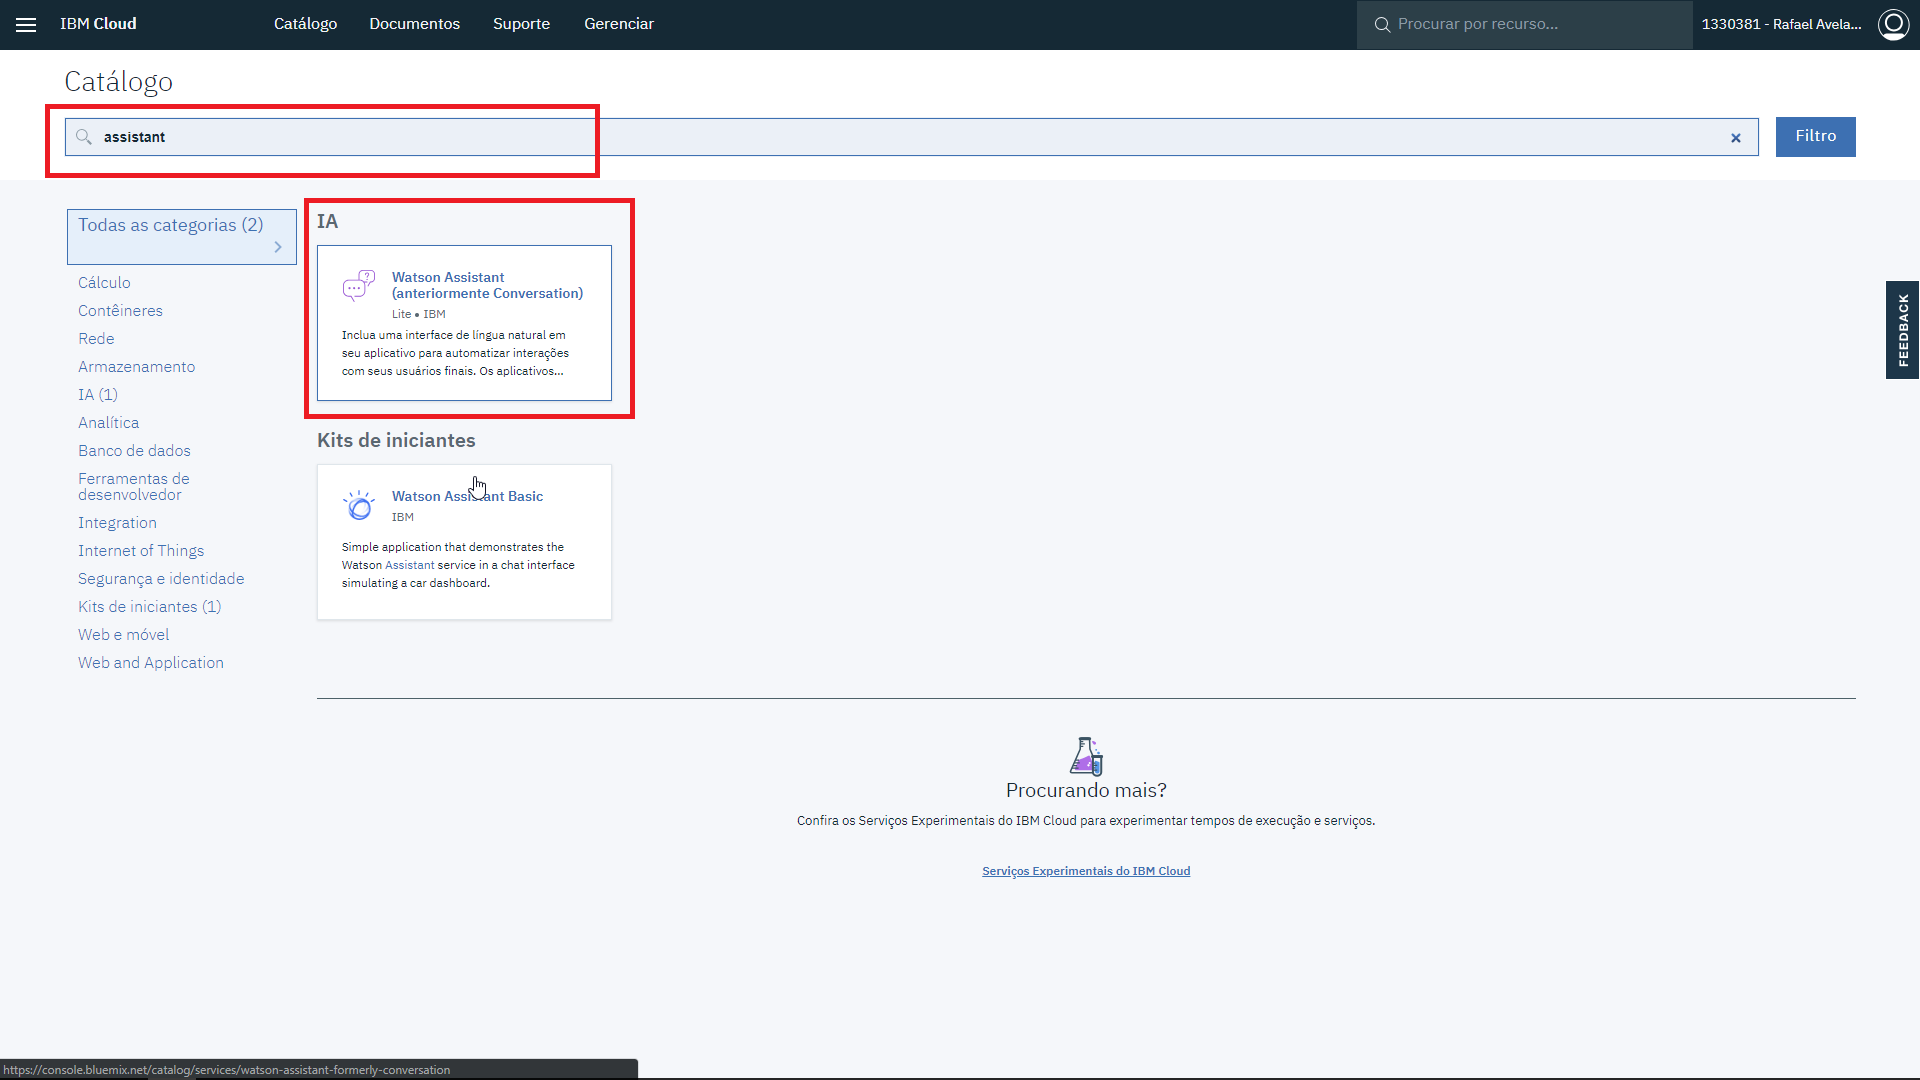 IBM Cloud
Catálogo
Documentos
Suporte
Gerenciar
Procurar por recurso...
1330381 - Rafael Avela...
Catálogo
assistant
Filtro
Todas as categorias (2)
Cálculo
Contêineres
Rede
Armazenamento
IA (1)
Analítica
Banco de dados
Ferramentas de
desenvolvedor
Integration
Internet of Things
Segurança e identidade
Kits de iniciantes (1)
Web e móvel
Web and Application
IA
Watson Assistant
(anteriormente Conversation)
Lite • IBM
Inclua uma interface de língua natural em
seu aplicativo para automatizar interações
com seus usuários finais. Os aplicativos...
Kits de iniciantes
Watson Assistant Basic
IBM
Simple application that demonstrates the
Watson Assistant service in a chat interface
simulating a car dashboard.
FEEDBACK
Procurando mais?
Confira os Serviços Experimentais do IBM Cloud para experimentar tempos de execução e serviços.
Serviços Experimentais do IBM Cloud
https://console.bluemix.net/catalog/services/watson-assistant-formerly-conversation